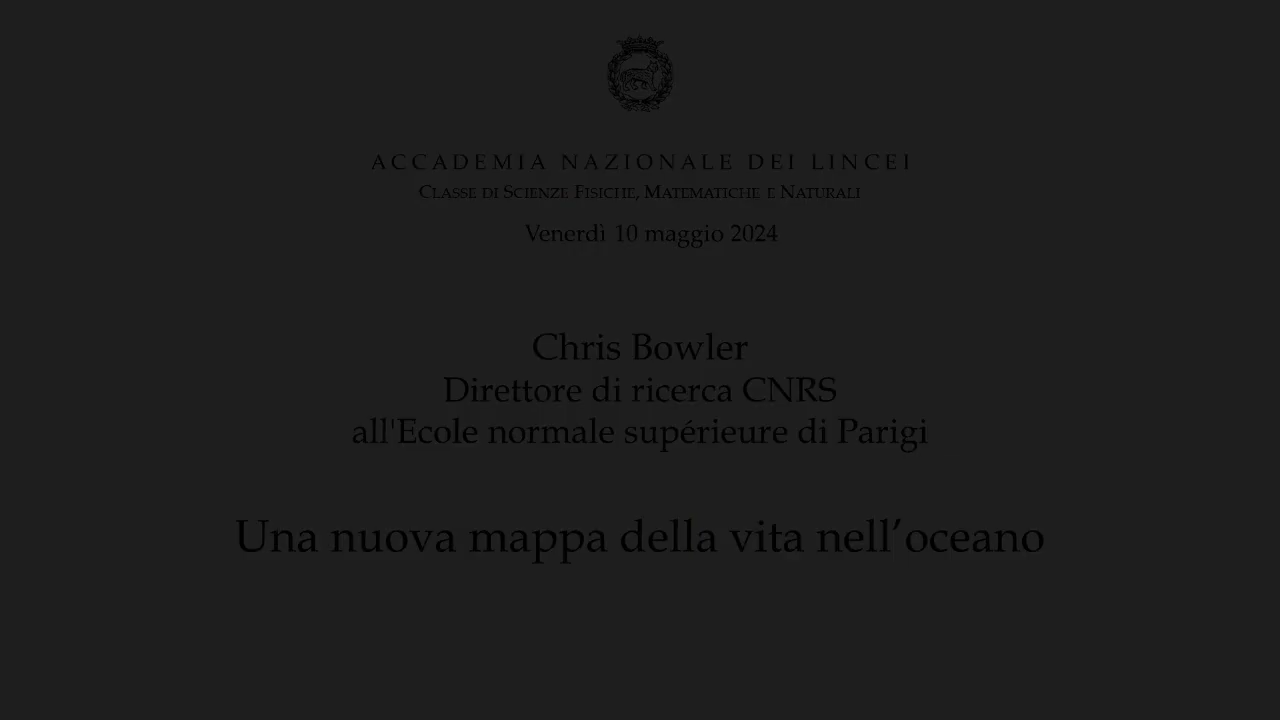 ACCADEMIA NAZIONALE DEI LINCEI
CLASSE DI SCIENZE FISICHE, MATEMATICHE E NATURALI
Venerdì 10 maggio 2024
Chris Bowler
Direttore di ricerca CNRS
all'Ecole normale supérieure di Parigi
Una nuova mappa della vita nell’oceano